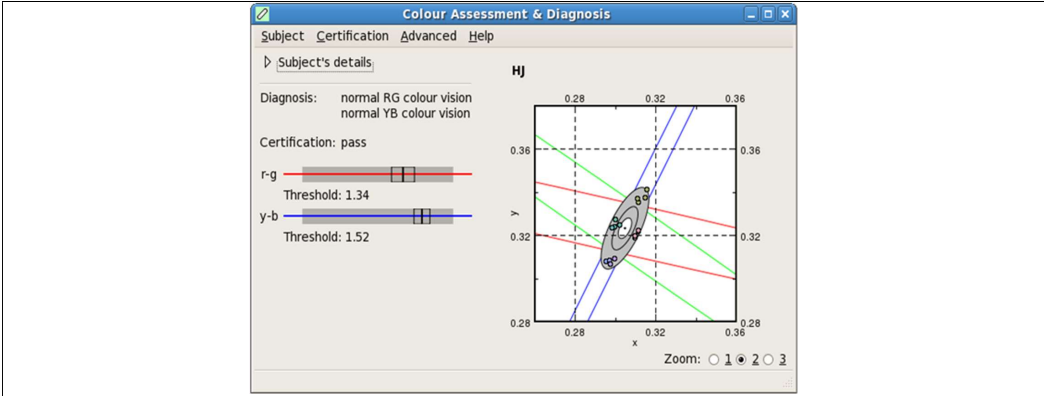 Colour Assessment & Diagnosis
Subject Certification Advanced Help
Subject's details
Diagnosis: normal RG colour vision
normal YB colour vision
Certification: pass
r-g
Threshold: 1.34
y-b
Threshold: 1.52
HJ
0.28 0.32 0.36
0.36 0.36
y
0.32 0.32
0.28 0.28
0.28 0.32 0.36
x
Zoom: 1 2 3